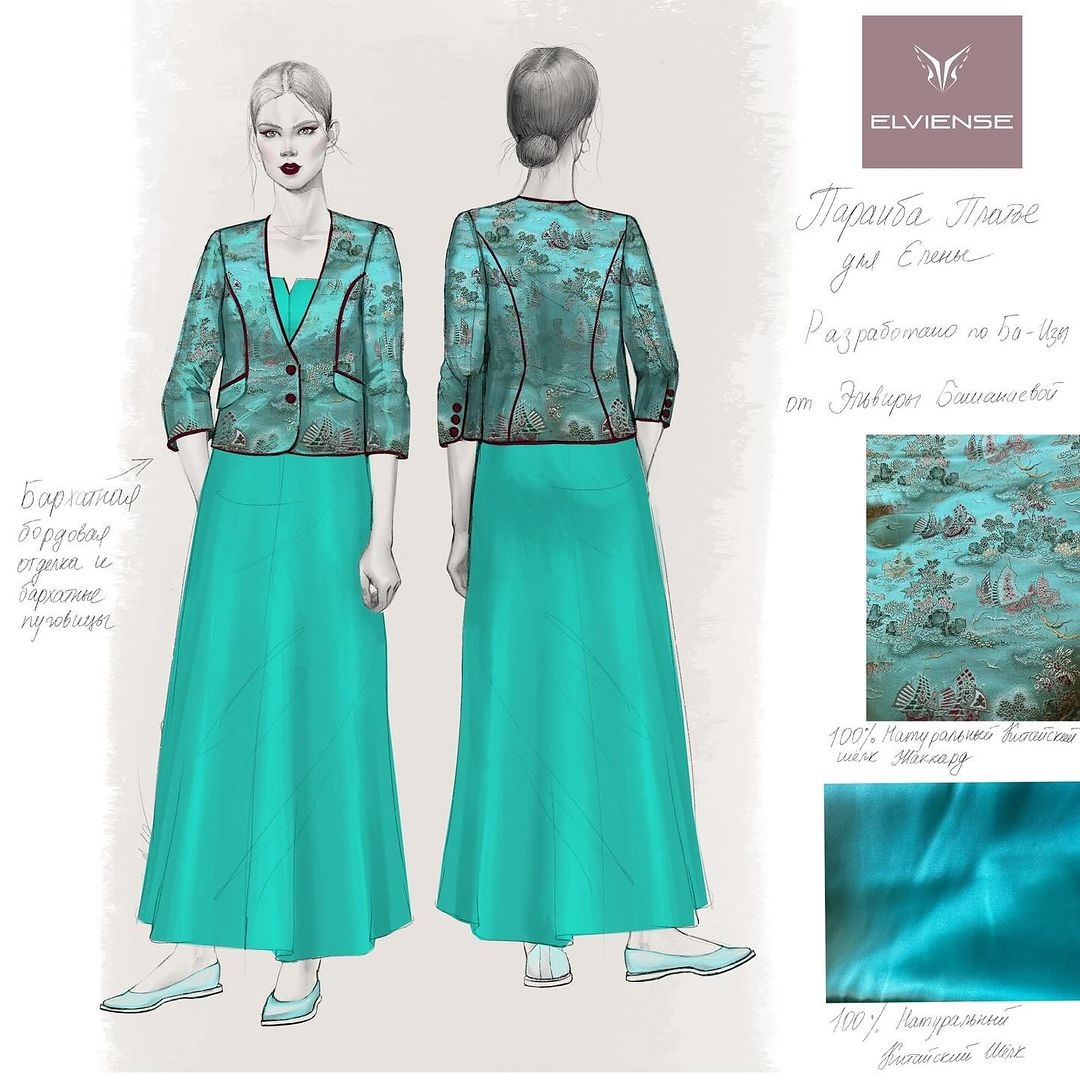 ELVIENSE
Параиба Платье
для Елены
Разработано по Ба-Цзы
от Эльвиры Башанаевой
Бархатная
бордовая
отделка и
бархатные
пуговицы
100% Натуральный Китайский
шёлк Жаккард
100% Натуральный
Китайский Шёлк